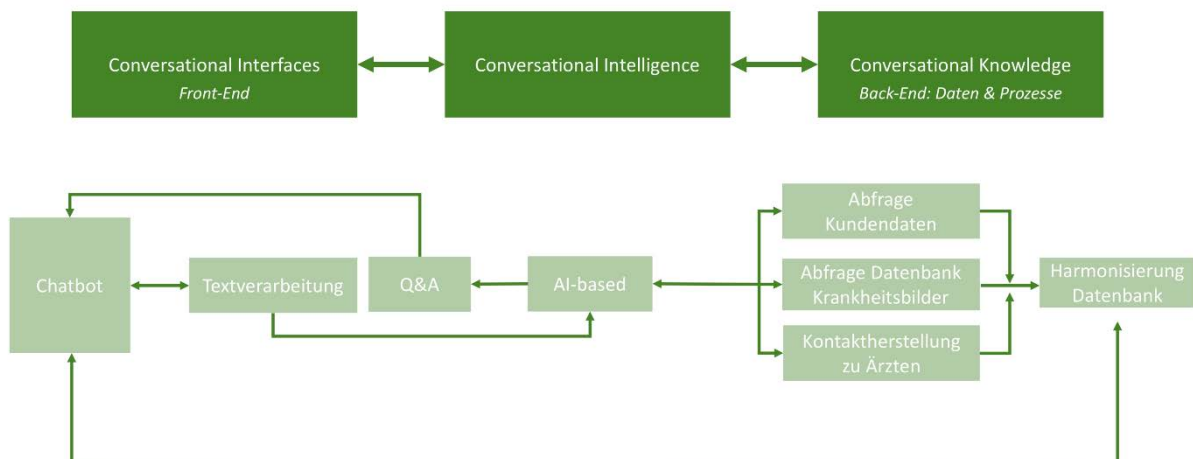 Conversational Interfaces
Front-End
Conversational Intelligence
Conversational Knowledge
Back-End: Daten & Prozesse
Chatbot
Textverarbeitung
Q&A
AI-based
Abfrage
Kundendaten
Abfrage Datenbank
Krankheitsbilder
Kontaktherstellung
zu Ärzten
Harmonisierung
Datenbank